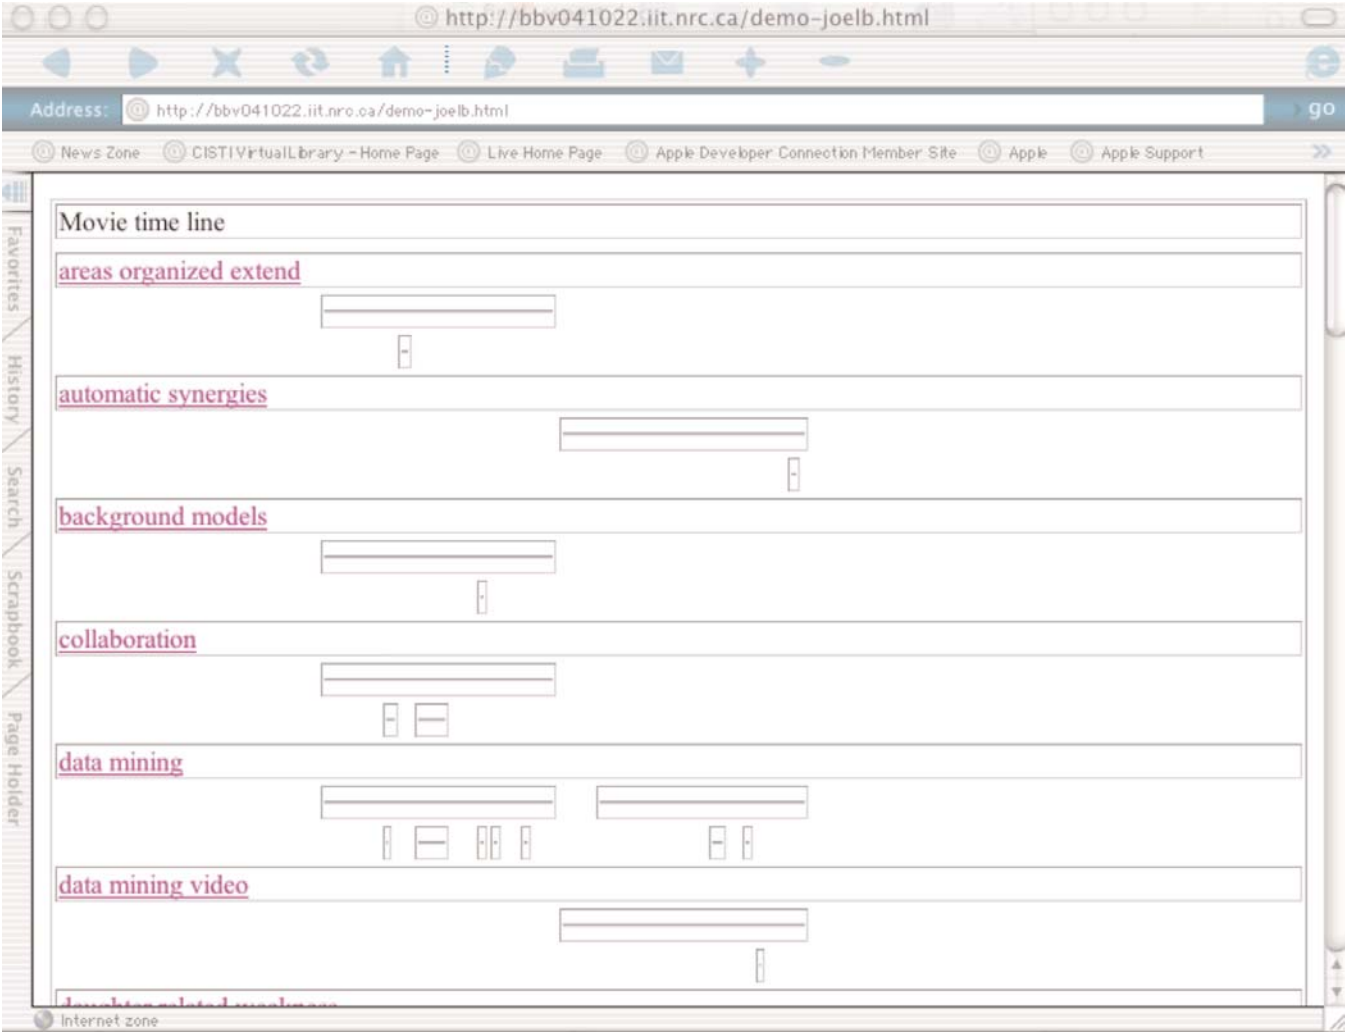 http://bbv041022.iit.nrc.ca/demo-joelb.html
Address: http://bbv041022.iit.nrc.ca/demo-joelb.html go
News Zone CISTI Virtual Library - Home Page Live Home Page Apple Developer Connection Member Site Apple Apple Support
Favorites
History
Search
Scrapbook
Page Holder
Movie time line
areas organized extend
automatic synergies
background models
collaboration
data mining
data mining video
daughter related weakness
Internet zone